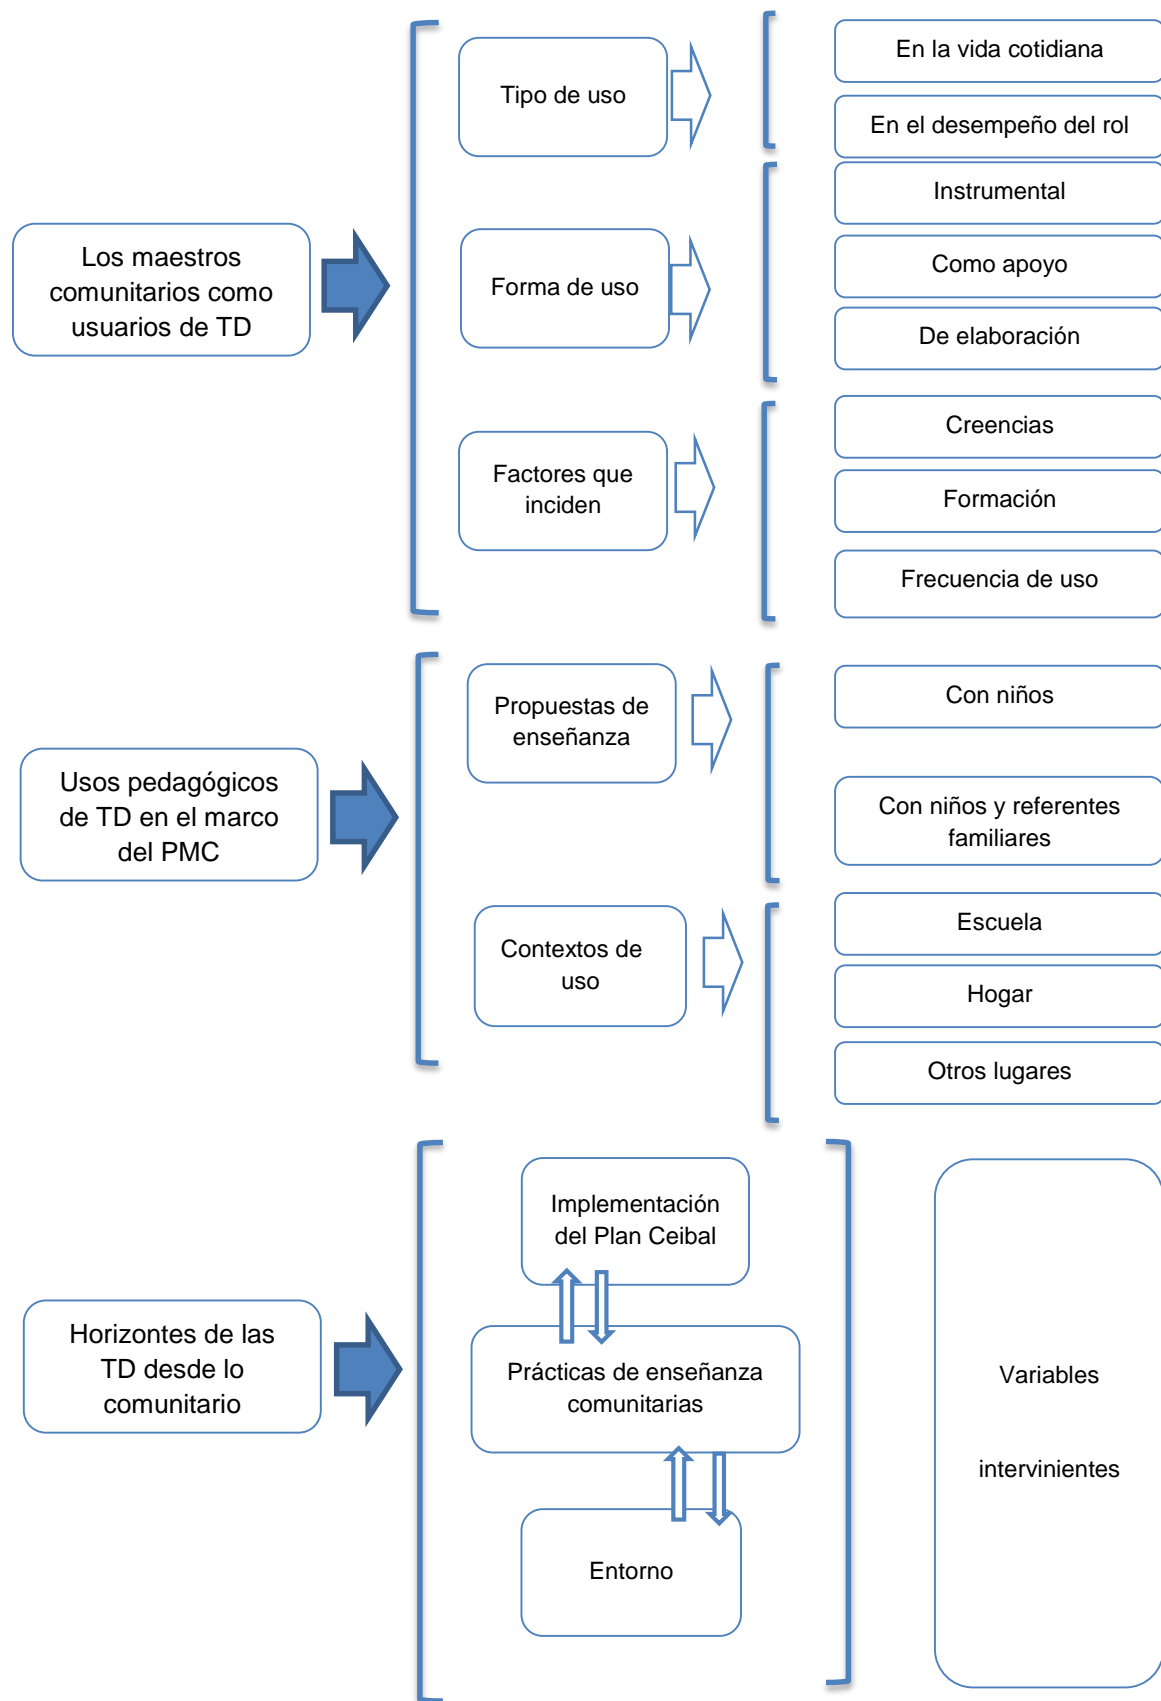 Los maestros
comunitarios como
usuarios de TD
Tipo de uso
En la vida cotidiana
En el desempeño del rol
Forma de uso
Instrumental
Como apoyo
De elaboración
Factores que
inciden
Creencias
Formación
Frecuencia de uso
Usos pedagógicos
de TD en el marco
del PMC
Propuestas de
enseñanza
Con niños
Con niños y referentes
familiares
Contextos de
uso
Escuela
Hogar
Otros lugares
Horizontes de las
TD desde lo
comunitario
Implementación
del Plan Ceibal
Prácticas de enseñanza
comunitarias
Entorno
Variables
intervinientes